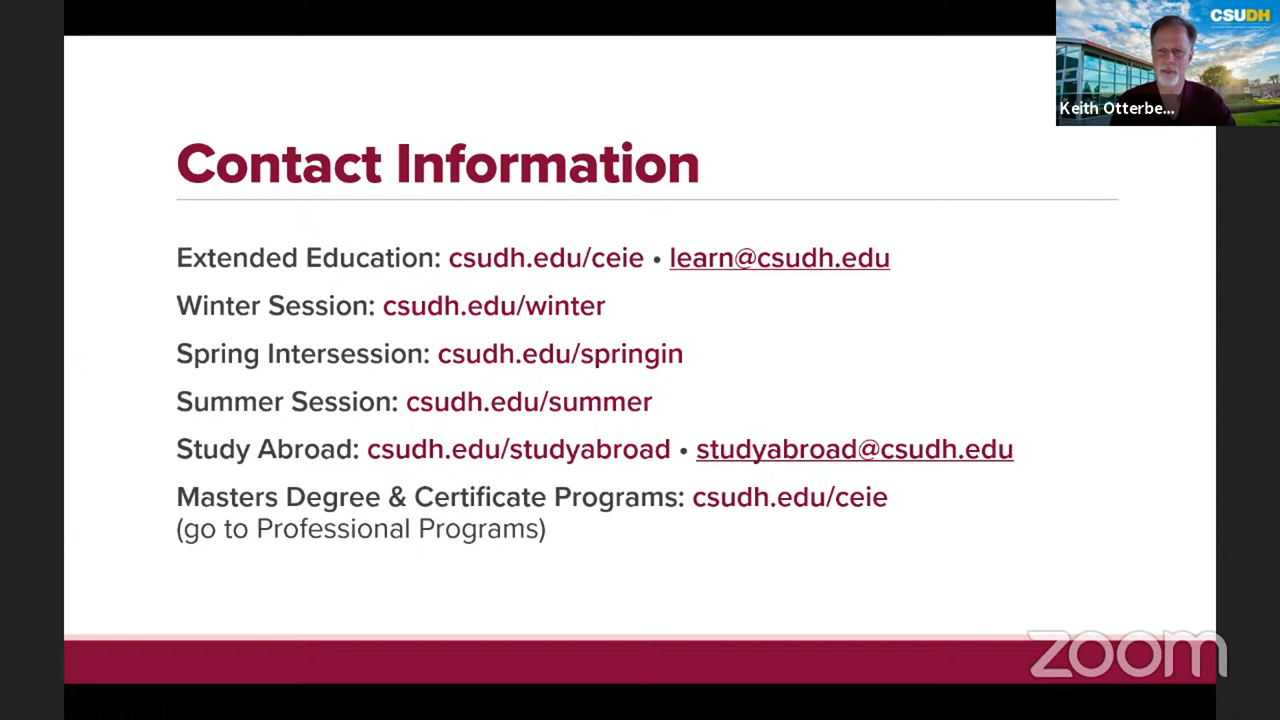 CSUDH
Keith Otterbe...
Contact Information
Extended Education: csudh.edu/ceie • learn@csudh.edu
Winter Session: csudh.edu/winter
Spring Intersession: csudh.edu/springin
Summer Session: csudh.edu/summer
Study Abroad: csudh.edu/studyabroad • studyabroad@csudh.edu
Masters Degree & Certificate Programs: csudh.edu/ceie
(go to Professional Programs)
zoom